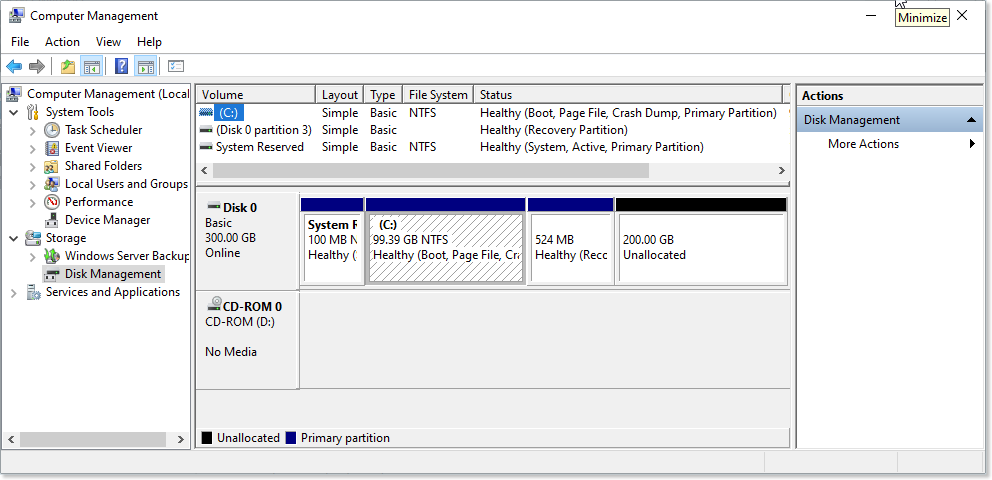 Computer Management
Minimize
File Action View Help
Computer Management (Local
System Tools
Task Scheduler
Event Viewer
Shared Folders
Local Users and Groups
Performance
Device Manager
Storage
Windows Server Backup
Disk Management
Services and Applications
Volume Layout Type File System Status
(C:) Simple Basic NTFS Healthy (Boot, Page File, Crash Dump, Primary Partition)
(Disk 0 partition 3) Simple Basic Healthy (Recovery Partition)
System Reserved Simple Basic NTFS Healthy (System, Active, Primary Partition)
Disk 0
Basic
300.00 GB
Online
System R
100 MB N
Healthy (
(C:)
99.39 GB NTFS
Healthy (Boot, Page File, Cra
524 MB
Healthy (Recc
200.00 GB
Unallocated
CD-ROM 0
CD-ROM (D:)
No Media
Unallocated Primary partition
Actions
Disk Management
More Actions